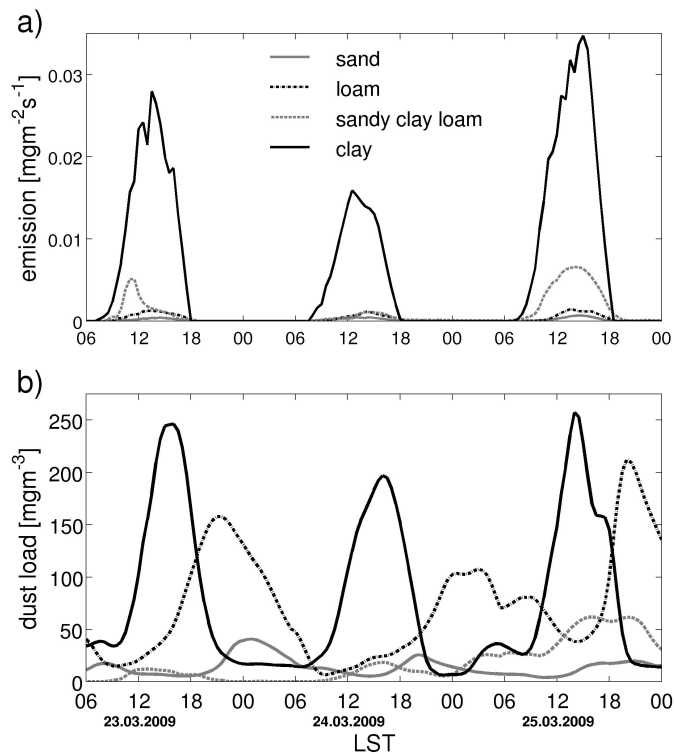 a)
emission [mgm-2s-1]
0.03
0.02
0.01
0
sand
loam
sandy clay loam
clay
06 12 18 00 06 12 18 00 06 12 18 00
b)
dust load [mgm-3]
250
200
150
100
50
0
06 12 18 00 06 12 18 00 06 12 18 00
23.03.2009 24.03.2009 25.03.2009
LST